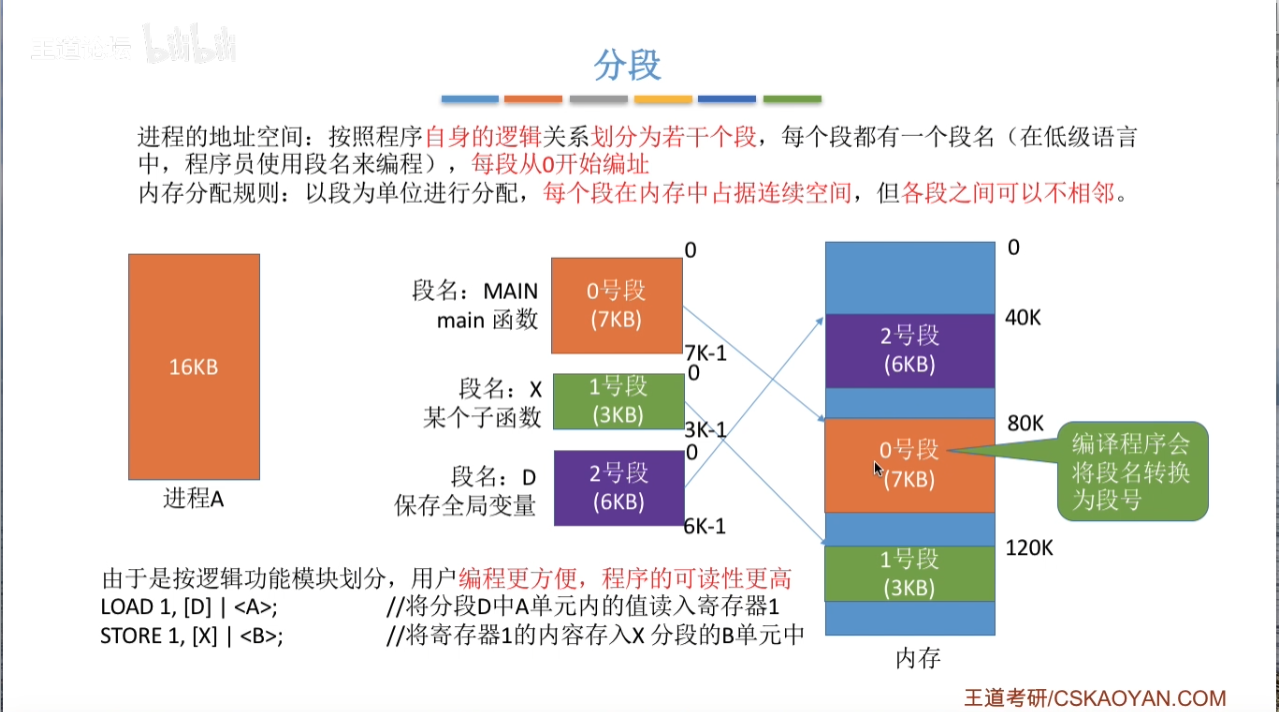 王道论坛 bilibili
分段
进程的地址空间：按照程序自身的逻辑关系划分为若干个段，每个段都有一个段名（在低级语言
中，程序员使用段名来编程），每段从0开始编址
内存分配规则：以段为单位进行分配，每个段在内存中占据连续空间，但各段之间可以不相邻。
16KB
进程A
段名：MAIN
main 函数
0号段
(7KB)
0
7K-1
段名：X
某个子函数
1号段
(3KB)
0
3K-1
段名：D
保存全局变量
2号段
(6KB)
0
6K-1
0
40K
2号段
(6KB)
80K
0号段
(7KB)
编译程序会
将段名转换
为段号
120K
1号段
(3KB)
内存
由于是按逻辑功能模块划分，用户编程更方便，程序的可读性更高
LOAD 1, [D] | <A>; //将分段D中A单元内的值读入寄存器1
STORE 1, [X] | <B>; //将寄存器1的内容存入X 分段的B单元中
王道考研/CSKAOYAN.COM